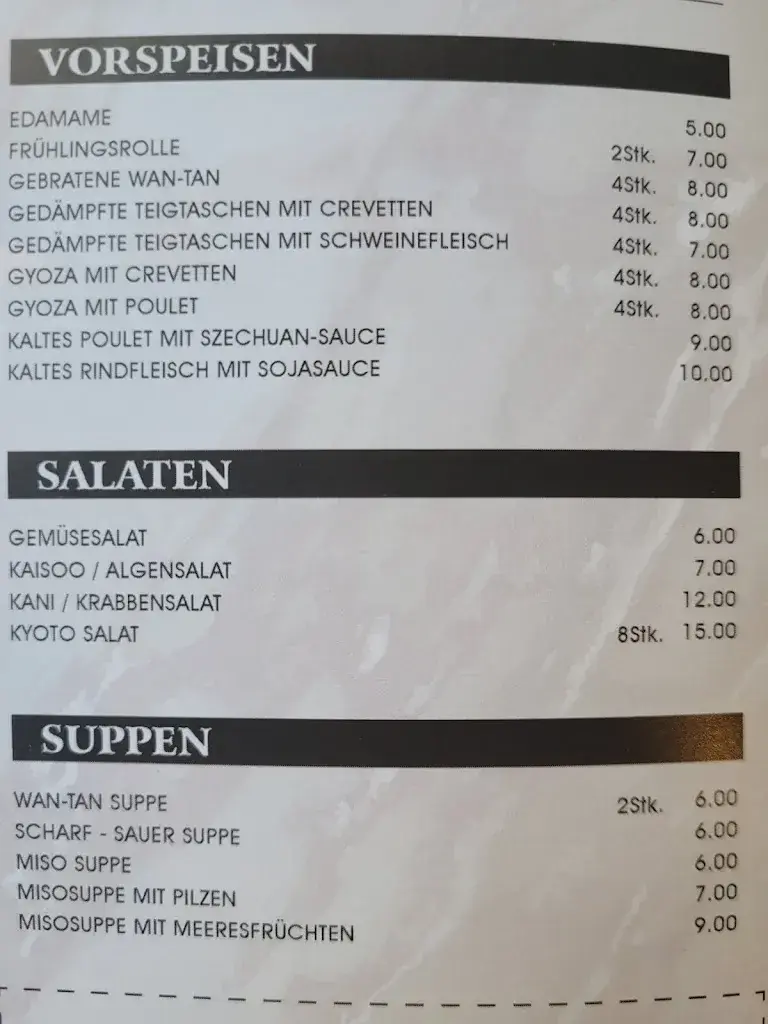 VORSPEISEN
EDAMAME 5.00
FRÜHLINGSROLLE 2Stk. 7.00
GEBRATENE WAN-TAN 4Stk. 8.00
GEDÄMPFTE TEIGTASCHEN MIT CREVETTEN 4Stk. 8.00
GEDÄMPFTE TEIGTASCHEN MIT SCHWEINEFLEISCH 4Stk. 7.00
GYOZA MIT CREVETTEN 4Stk. 8.00
GYOZA MIT POULET 4Stk. 8.00
KALTES POULET MIT SZECHUAN-SAUCE 9.00
KALTES RINDFLEISCH MIT SOJASAUCE 10.00
SALATEN
GEMÜSESALAT 6.00
KAISOO / ALGENSALAT 7.00
KANI / KRABBENSALAT 12.00
KYOTO SALAT 8Stk. 15.00
SUPPEN
WAN-TAN SUPPE 2Stk. 6.00
SCHARF - SAUER SUPPE 6.00
MISO SUPPE 6.00
MISOSUPPE MIT PILZEN 7.00
MISOSUPPE MIT MEERESFRÜCHTEN 9.00